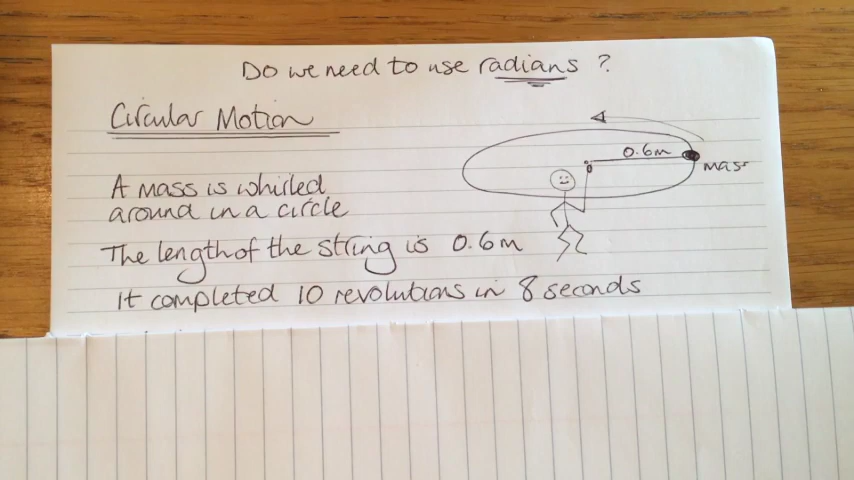 Do we need to use radians ?
Circular Motion
0.6m
mass
A mass is whirled
around in a circle
The length of the string is 0.6m
It completed 10 revolutions in 8 seconds